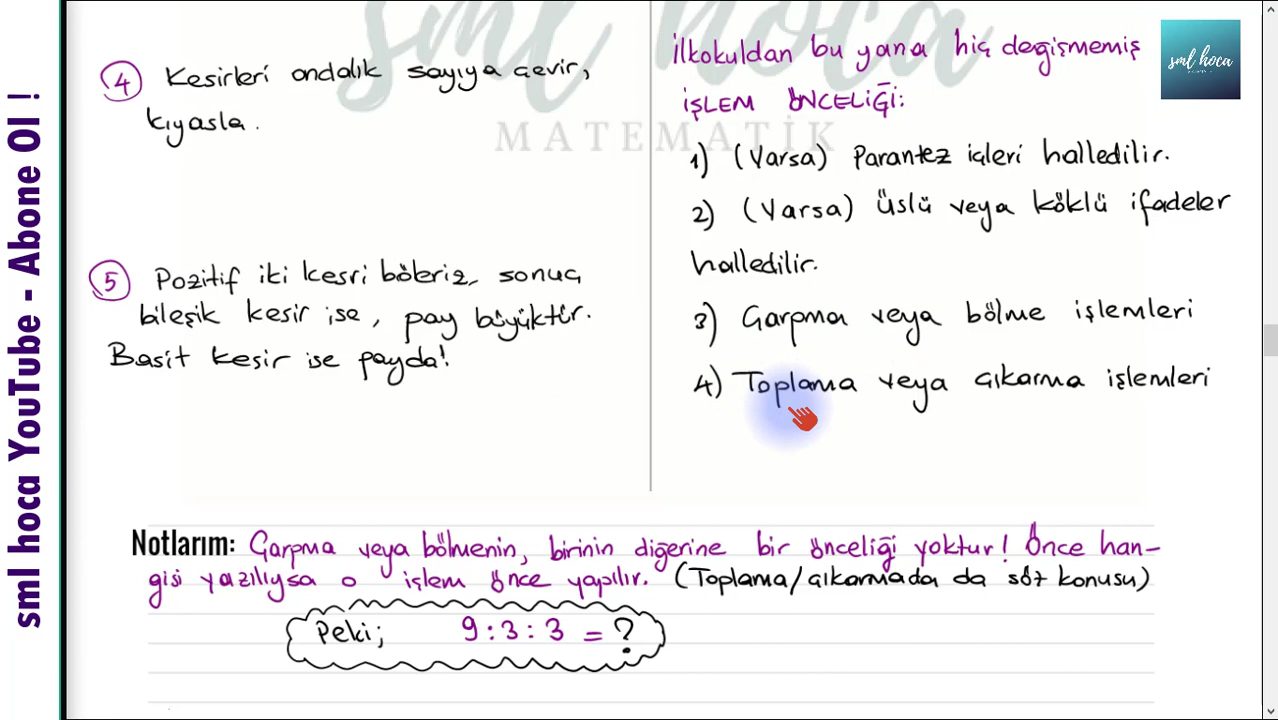 sml hoca YouTube - Abone Ol !
sml hoca
MATEMATİK
④ Kesirleri ondalık sayıya çevir,
kıyasla.
⑤ Pozitif iki kesri böleriz, sonuç
bileşik kesir ise, pay büyüktür.
Basit kesir ise payda!
İlkokuldan bu yana hiç değişmemiş
İŞLEM ÖNCELİĞİ:
1) (Varsa) Parantez içleri halledilir.
2) (Varsa) üslü veya köklü ifadeler
halledilir.
3) Çarpma veya bölme işlemleri
4) Toplama veya çıkarma işlemleri
sml hoca
Notlarım: Çarpma veya bölmenin, birinin diğerine bir önceliği yoktur! Önce han-
gisi yazılıysa o işlem önce yapılır. (Toplama/çıkarmada da söz konusu)
Peki; 9:3:3 = ?